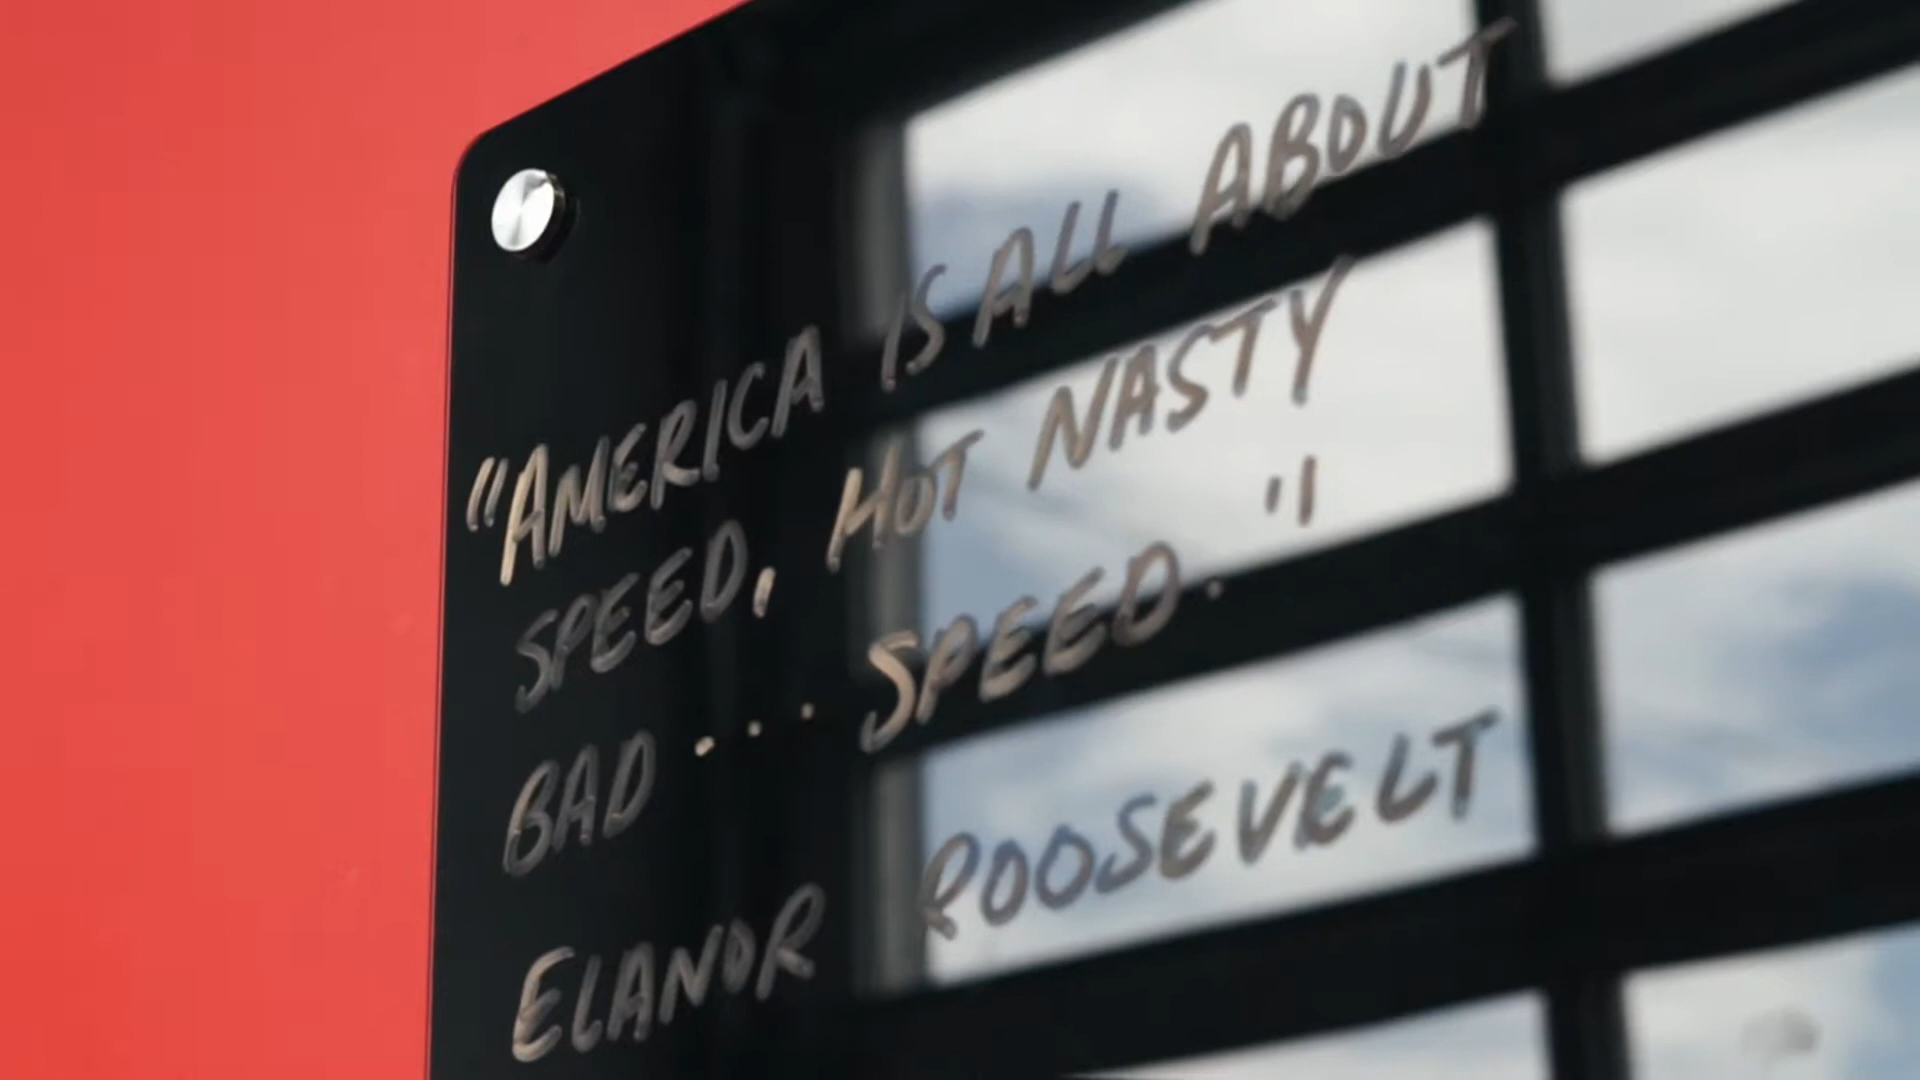 "AMERICA IS ALL ABOUT
SPEED, HOT NASTY
BAD... SPEED."
ELANOR ROOSEVELT